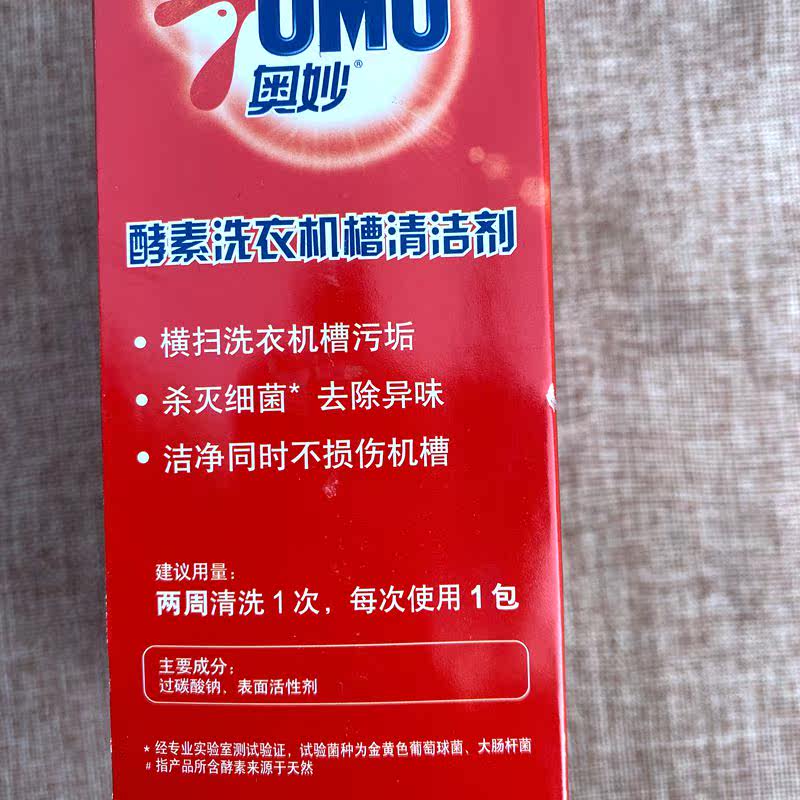 OMO
奥妙®
酵素洗衣机槽清洁剂
• 横扫洗衣机槽污垢
• 杀灭细菌* 去除异味
• 洁净同时不损伤机槽
建议用量：
两周清洗1次，每次使用1包
主要成分：
过碳酸钠、表面活性剂
* 经专业实验室测试验证，试验菌种为金黄色葡萄球菌、大肠杆菌
# 指产品所含酵素来源于天然